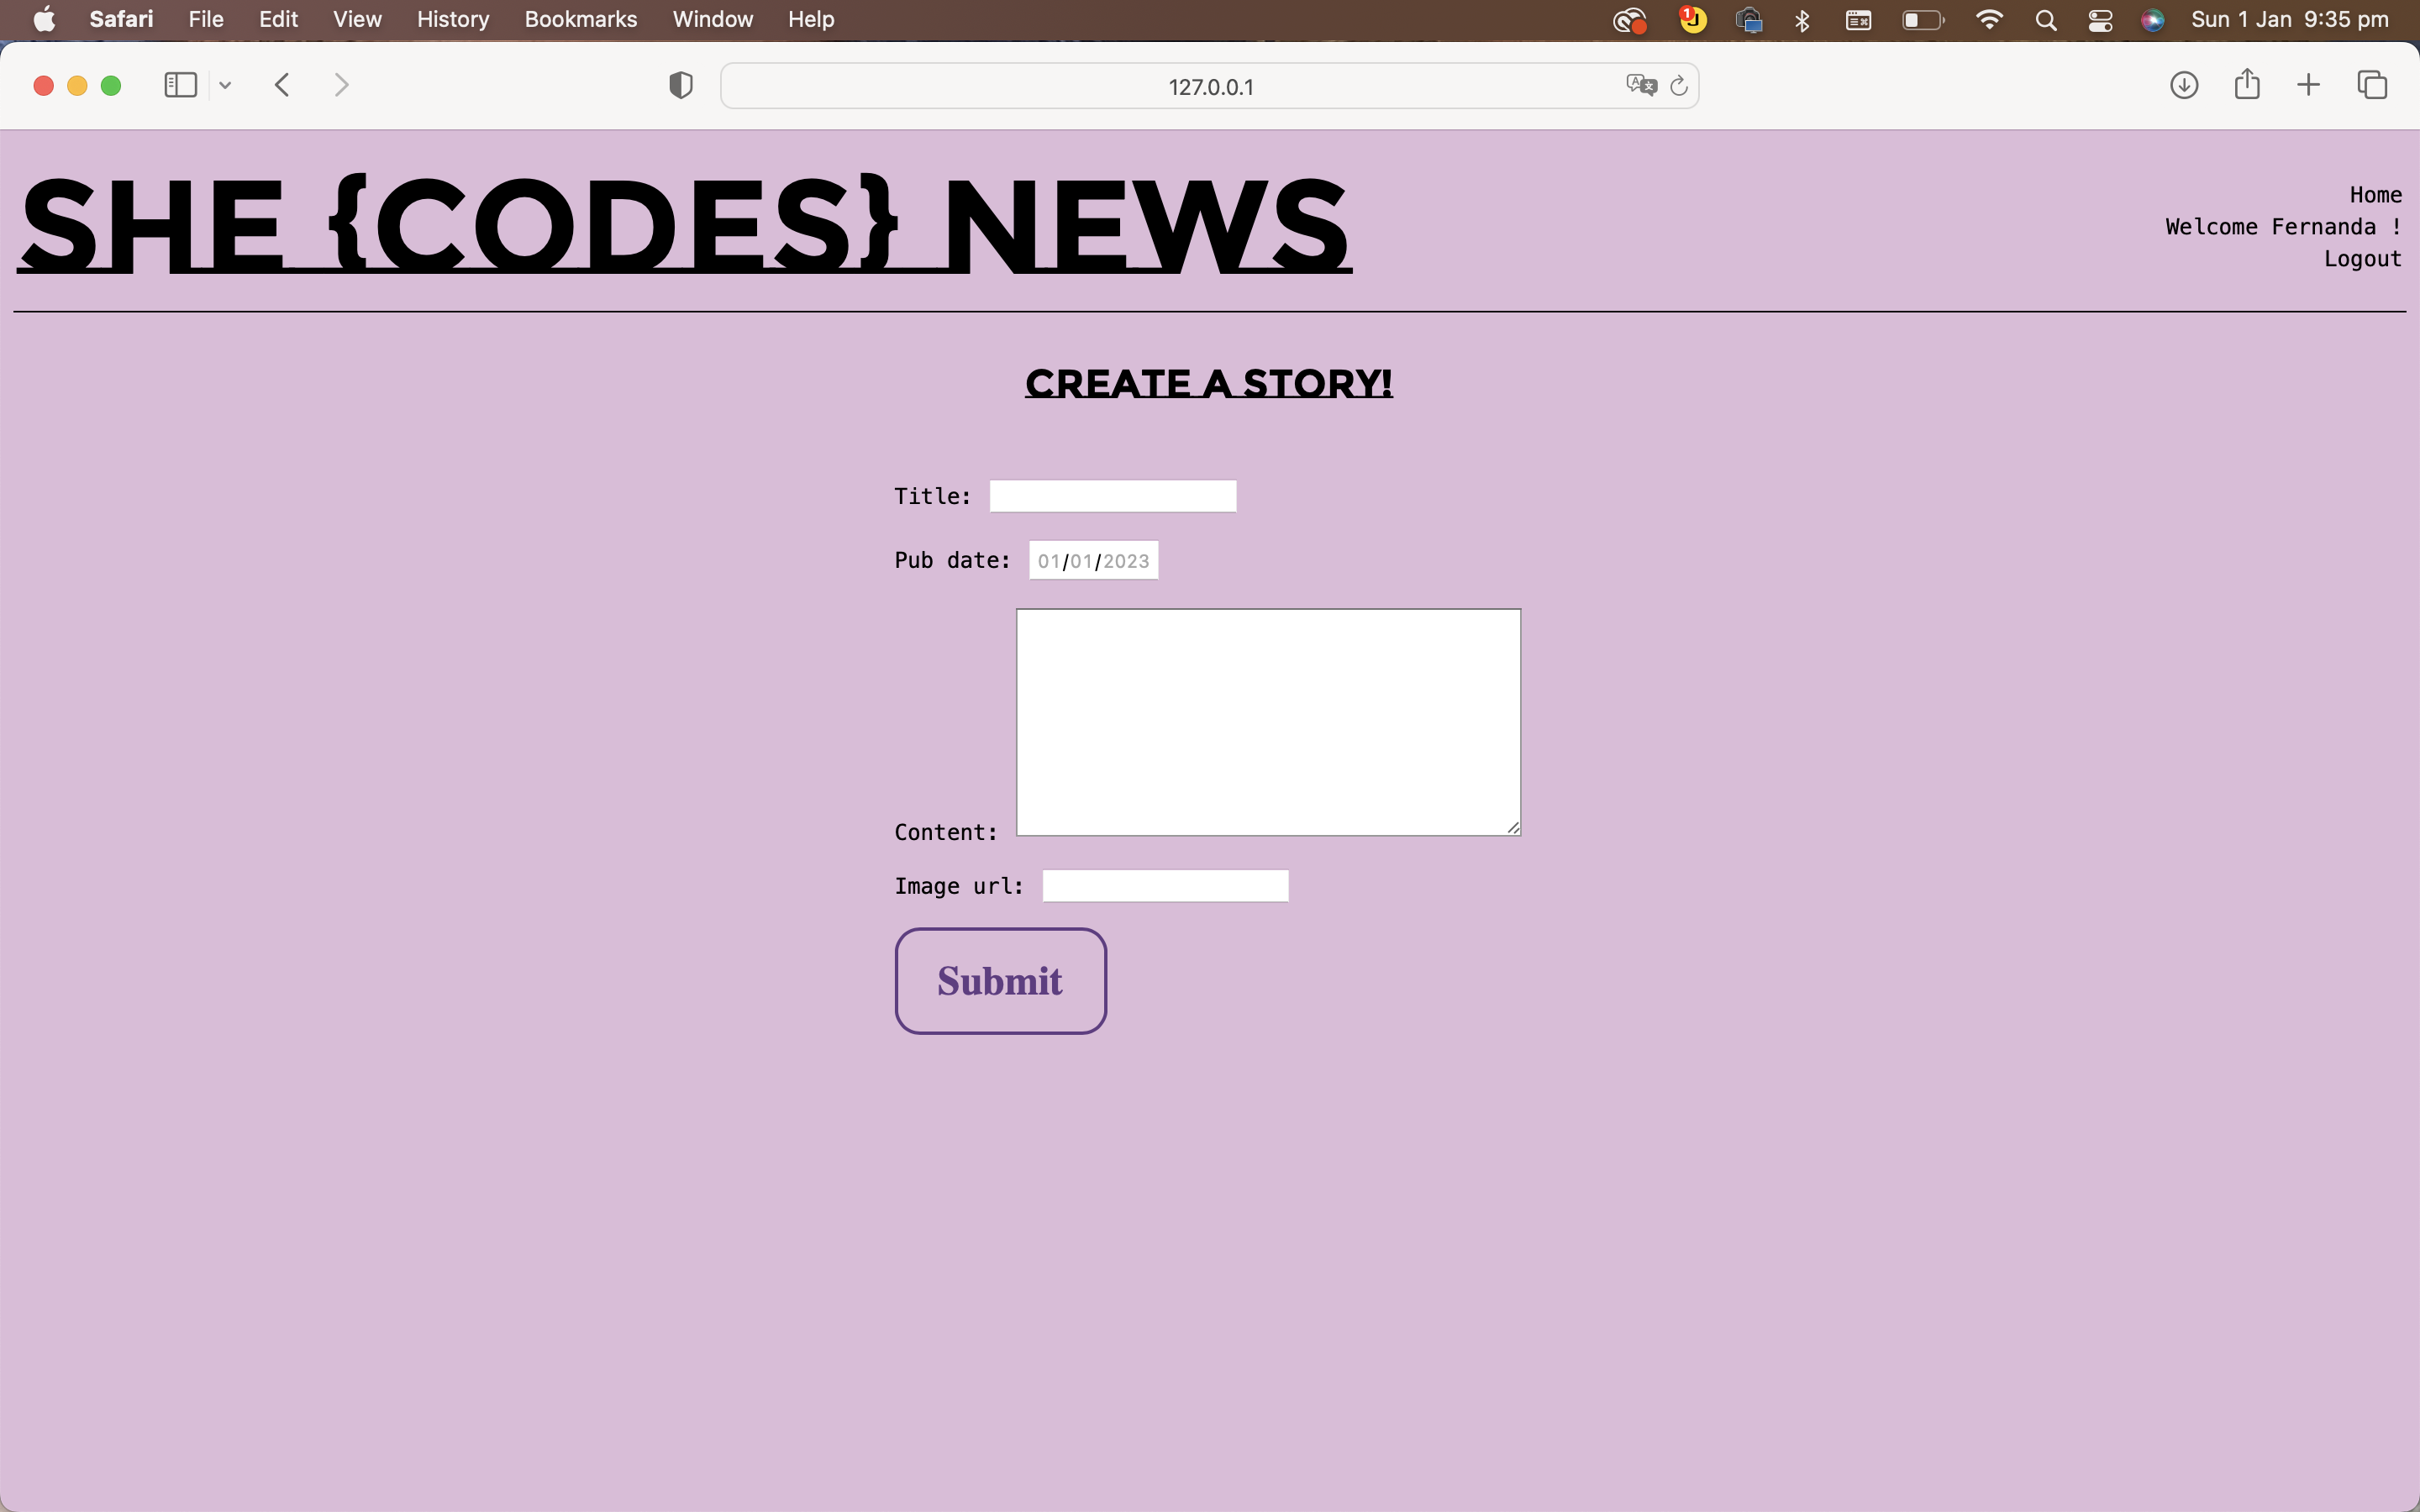 Safari File Edit View History Bookmarks Window Help 1 J Sun 1 Jan 9:35 pm
127.0.0.1
SHE {CODES} NEWS
Home
Welcome Fernanda !
Logout
CREATE A STORY!
Title:
Pub date: 01/01/2023
Content:
Image url:
Submit